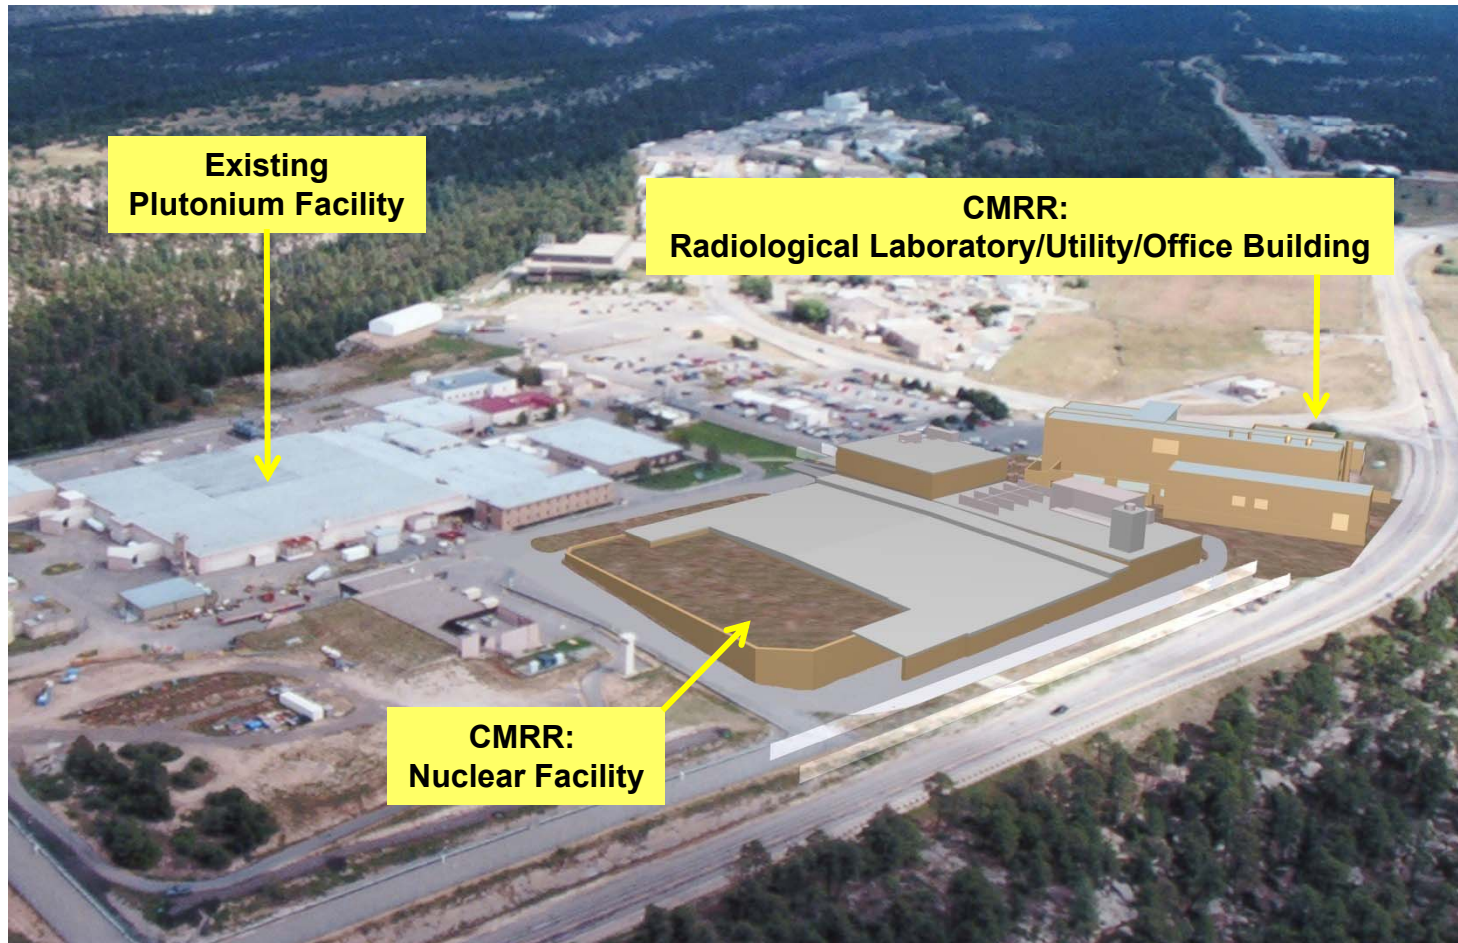 Existing
Plutonium Facility
CMRR:
Radiological Laboratory/Utility/Office Building
CMRR:
Nuclear Facility